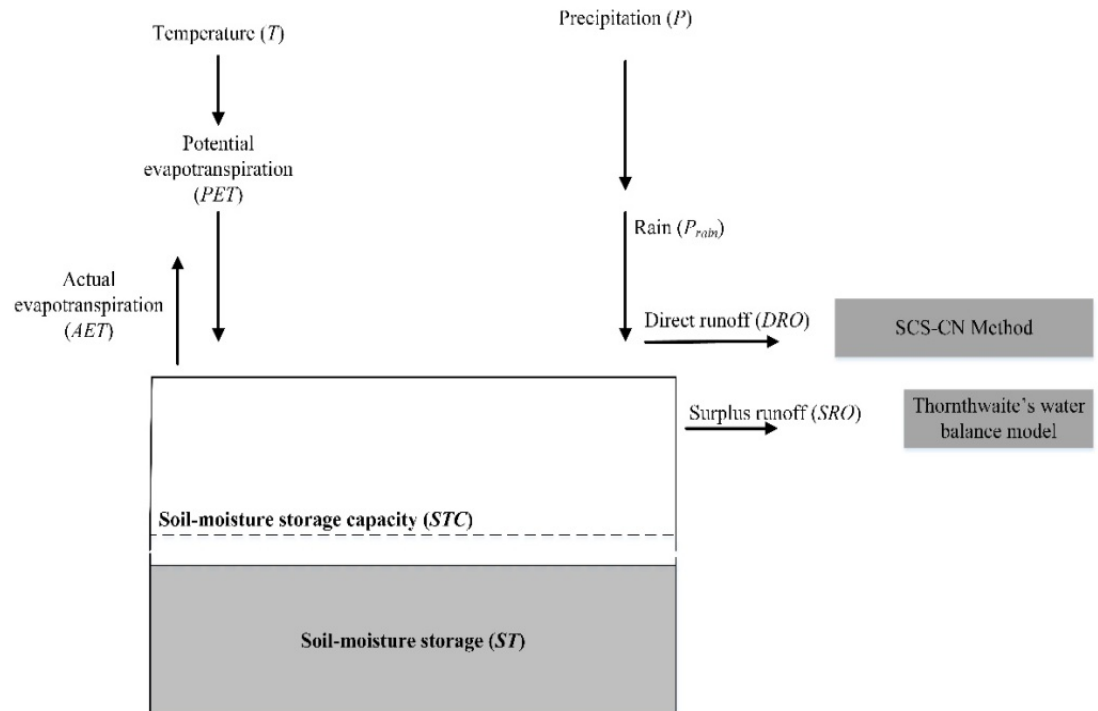 Temperature (T)
Precipitation (P)
Potential
evapotranspiration
(PET)
Rain (Prain)
Actual
evapotranspiration
(AET)
Direct runoff (DRO)
SCS-CN Method
Surplus runoff (SRO)
Thornthwaite’s water
balance model
Soil-moisture storage capacity (STC)
Soil-moisture storage (ST)